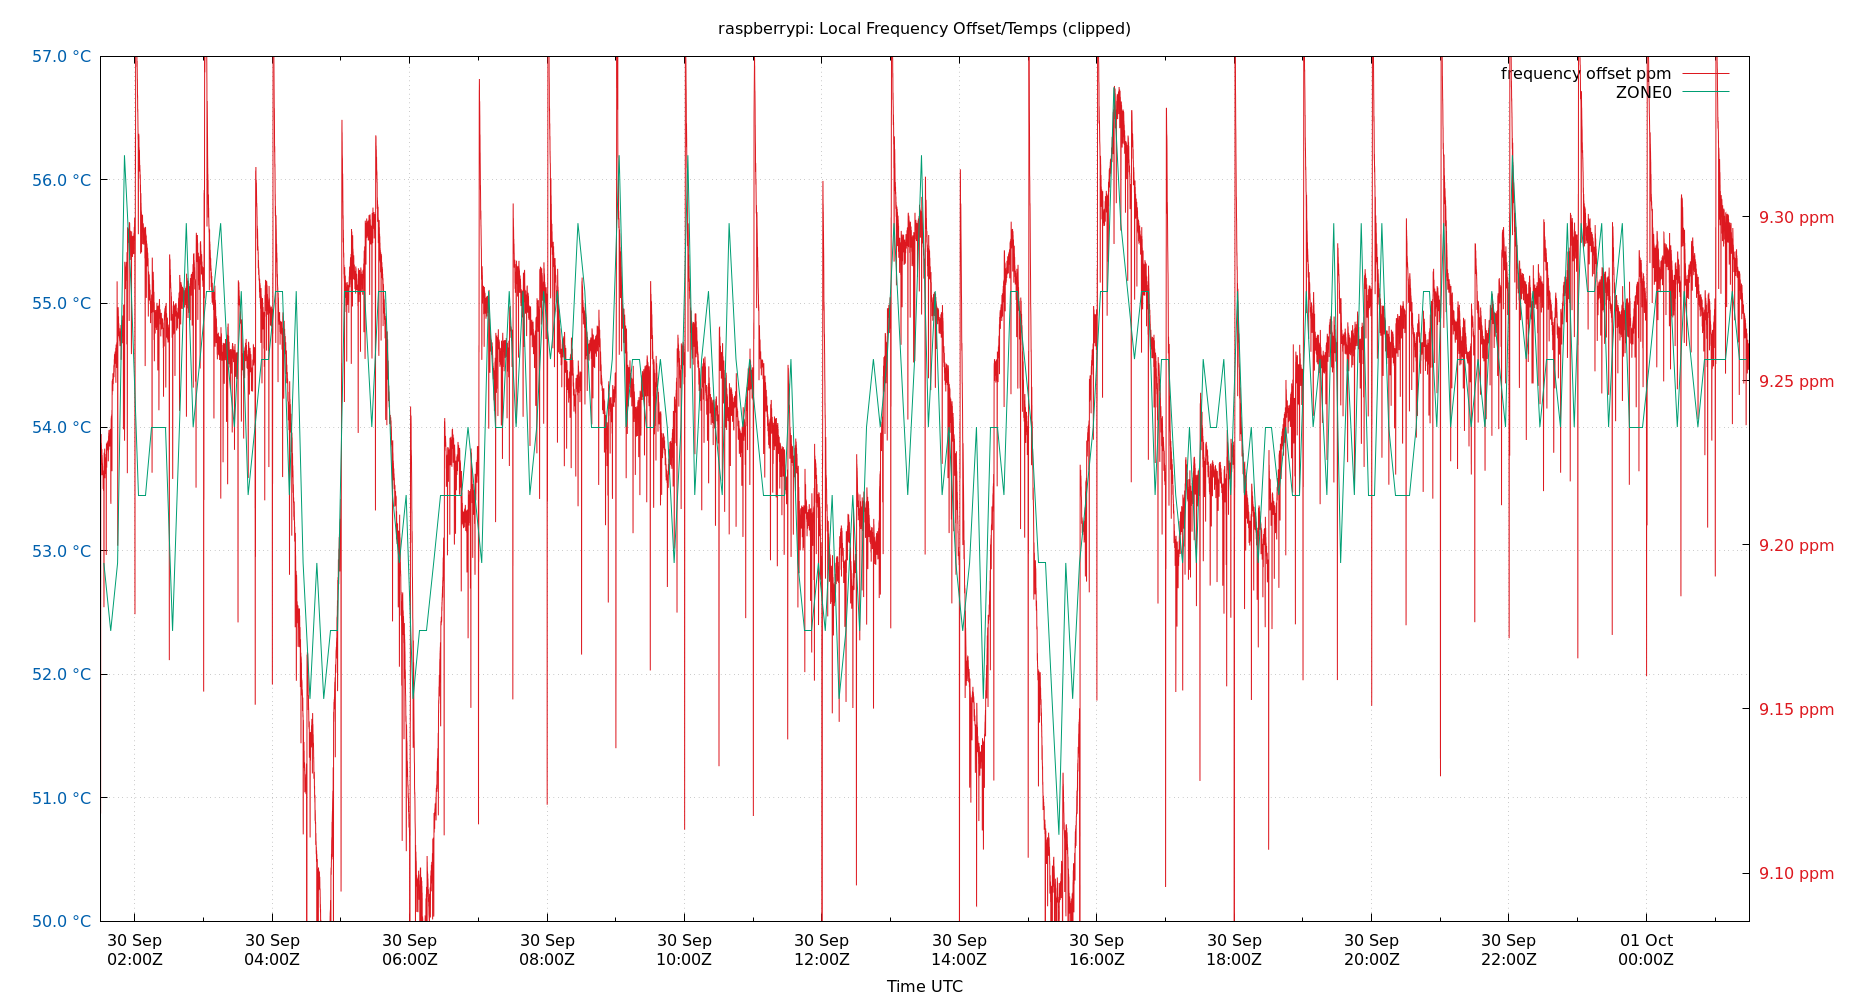 raspberrypi: Local Frequency Offset/Temps (clipped)
57.0 °C
56.0 °C
55.0 °C
54.0 °C
53.0 °C
52.0 °C
51.0 °C
50.0 °C
frequency offset ppm
ZONE0
9.30 ppm
9.25 ppm
9.20 ppm
9.15 ppm
9.10 ppm
30 Sep
02:00Z
30 Sep
04:00Z
30 Sep
06:00Z
30 Sep
08:00Z
30 Sep
10:00Z
30 Sep
12:00Z
30 Sep
14:00Z
30 Sep
16:00Z
30 Sep
18:00Z
30 Sep
20:00Z
30 Sep
22:00Z
01 Oct
00:00Z
Time UTC